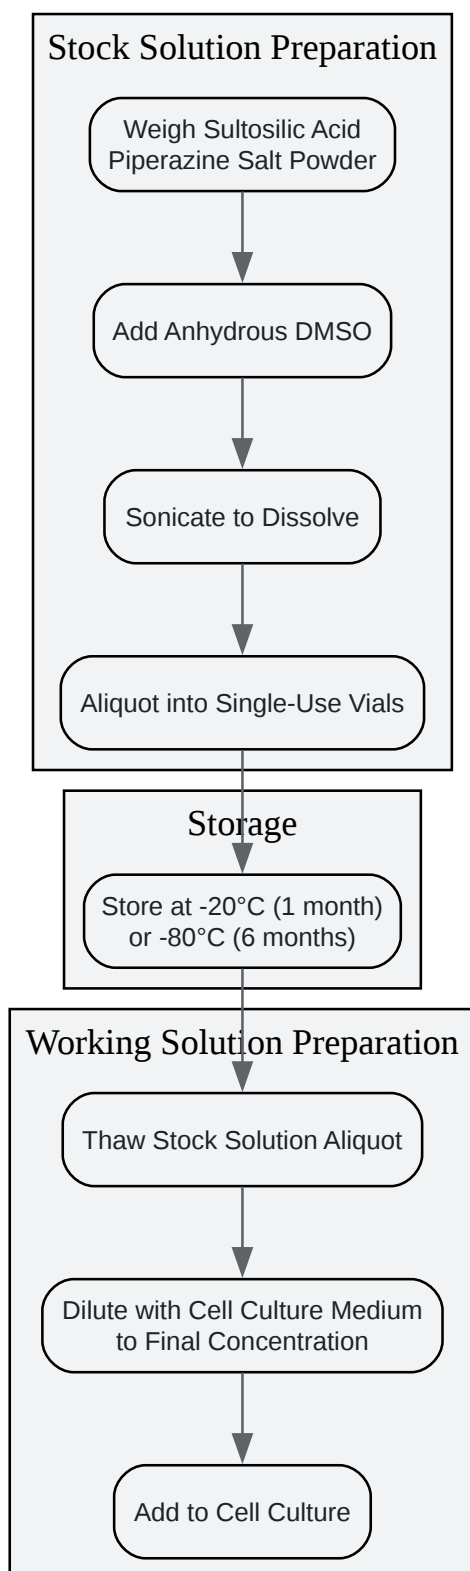 Stock Solution Preparation
Weigh Sultosilic Acid
Piperazine Salt Powder
Add Anhydrous DMSO
Sonicate to Dissolve
Aliquot into Single-Use Vials
Storage
Store at -20°C (1 month)
or -80°C (6 months)
Working Solution Preparation
Thaw Stock Solution Aliquot
Dilute with Cell Culture Medium
to Final Concentration
Add to Cell Culture